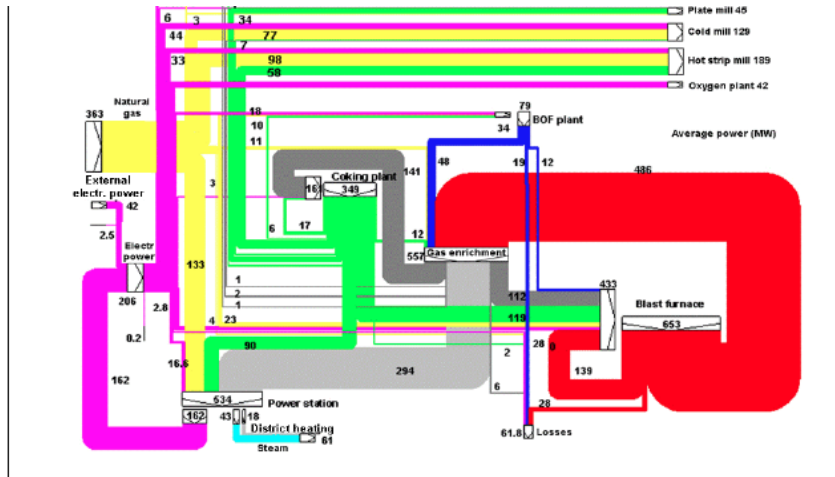 6 3 34 Plate mill 45
44 77 Cold mill 129
7
33 98 Hot strip mill 189
58
Oxygen plant 42
Natural
gas
363
18 79
10 34 BOF plant
11 Average power (MW)
48 19 12
141 486
External
electr. power
3 161 Coking plant
349
42
2.5 6 17 12
Electr
power
557 Gas enrichment
133
1 433
206 2.8 2 112 Blast furnace
1
4 23 119 653
0.2 90 28
16.6 2
162 294 139
6
534 28
Power station
162 43 18
District heating
61 61.8 Losses
Steam